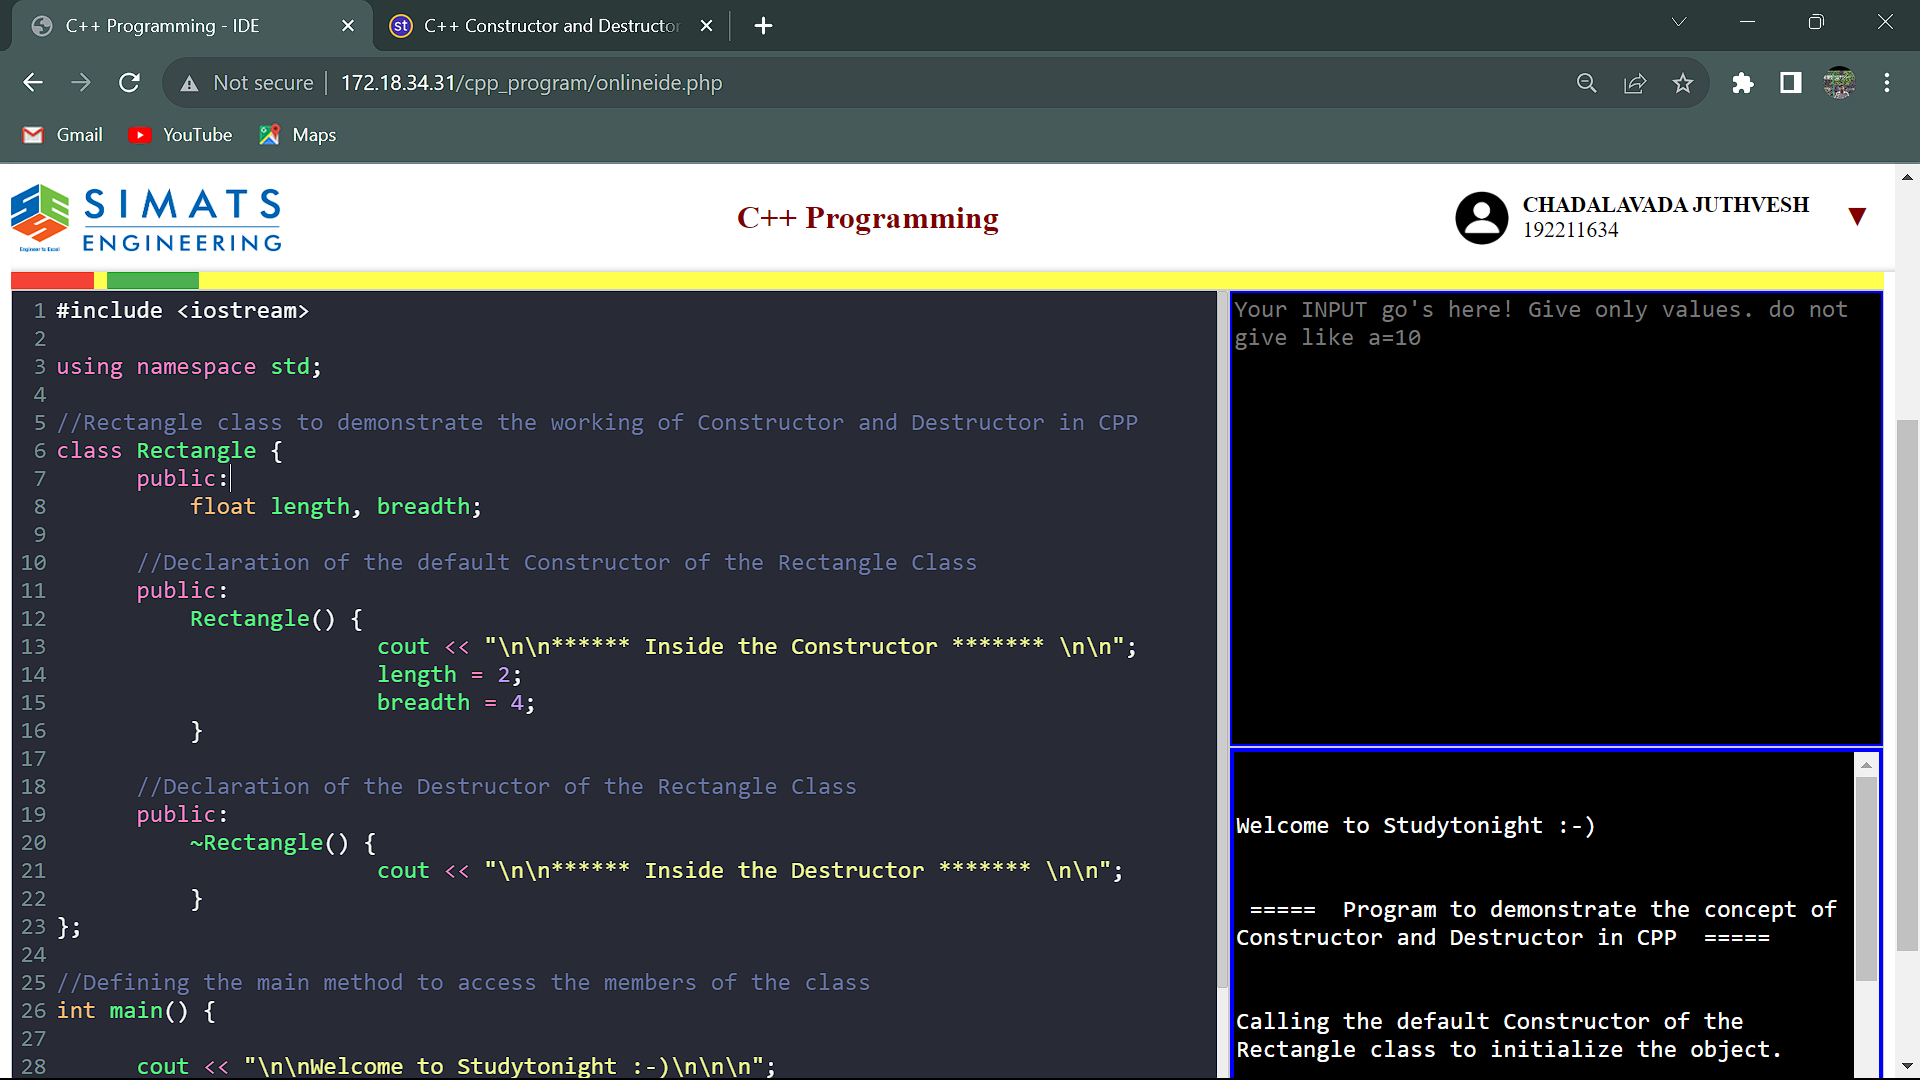 C++ Programming - IDE
C++ Constructor and Destructor
Not secure
172.18.34.31/cpp_program/onlineide.php
Gmail
YouTube
Maps
SIMATS
ENGINEERING
Engineer to Excel
C++ Programming
CHADALAVADA JUTHVESH
192211634
1 #include <iostream>
2
3 using namespace std;
4
5 //Rectangle class to demonstrate the working of Constructor and Destructor in CPP
6 class Rectangle {
7 public:
8 float length, breadth;
9
10 //Declaration of the default Constructor of the Rectangle Class
11 public:
12 Rectangle() {
13 cout << "\n\n****** Inside the Constructor ******* \n\n";
14 length = 2;
15 breadth = 4;
16 }
17
18 //Declaration of the Destructor of the Rectangle Class
19 public:
20 ~Rectangle() {
21 cout << "\n\n****** Inside the Destructor ******* \n\n";
22 }
23 };
24
25 //Defining the main method to access the members of the class
26 int main() {
27
28 cout << "\n\nWelcome to Studytonight :-)\n\n\n";
Your INPUT go's here! Give only values. do not
give like a=10
Welcome to Studytonight :-)
===== Program to demonstrate the concept of
Constructor and Destructor in CPP =====
Calling the default Constructor of the
Rectangle class to initialize the object.